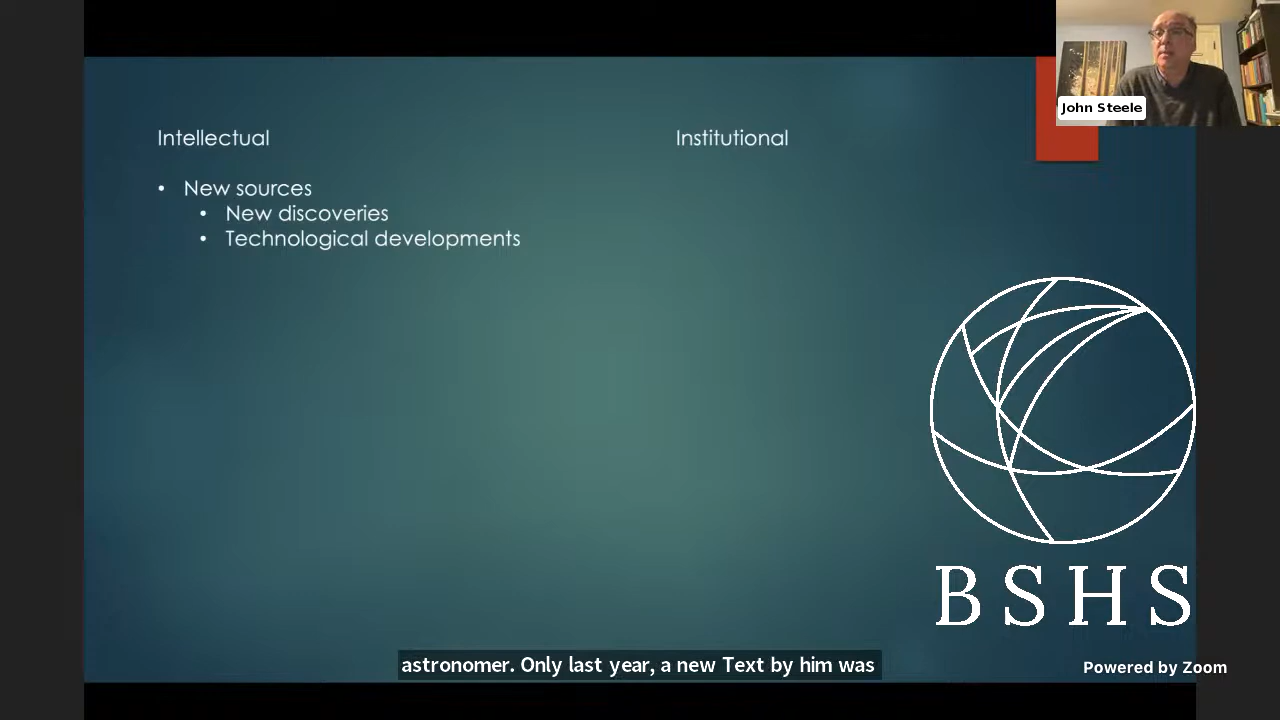 John Steele
Intellectual
Institutional
• New sources
• New discoveries
• Technological developments
BSHS
astronomer. Only last year, a new Text by him was
Powered by Zoom